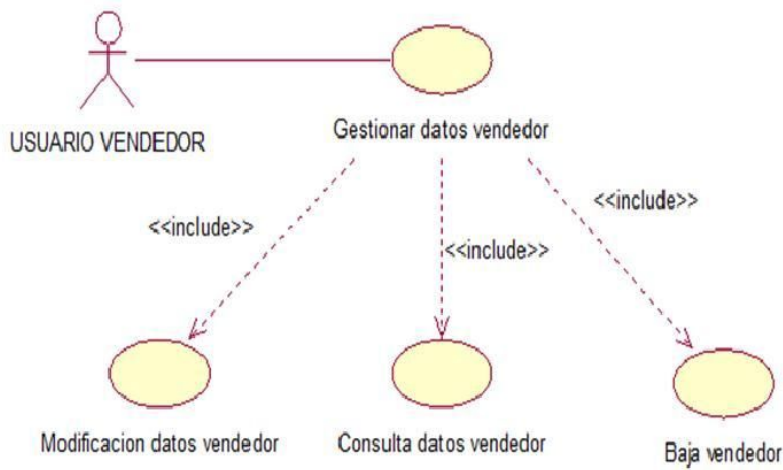 USUARIO VENDEDOR
Gestionar datos vendedor
<<include>>
<<include>>
<<include>>
Modificacion datos vendedor
Consulta datos vendedor
Baja vendedor